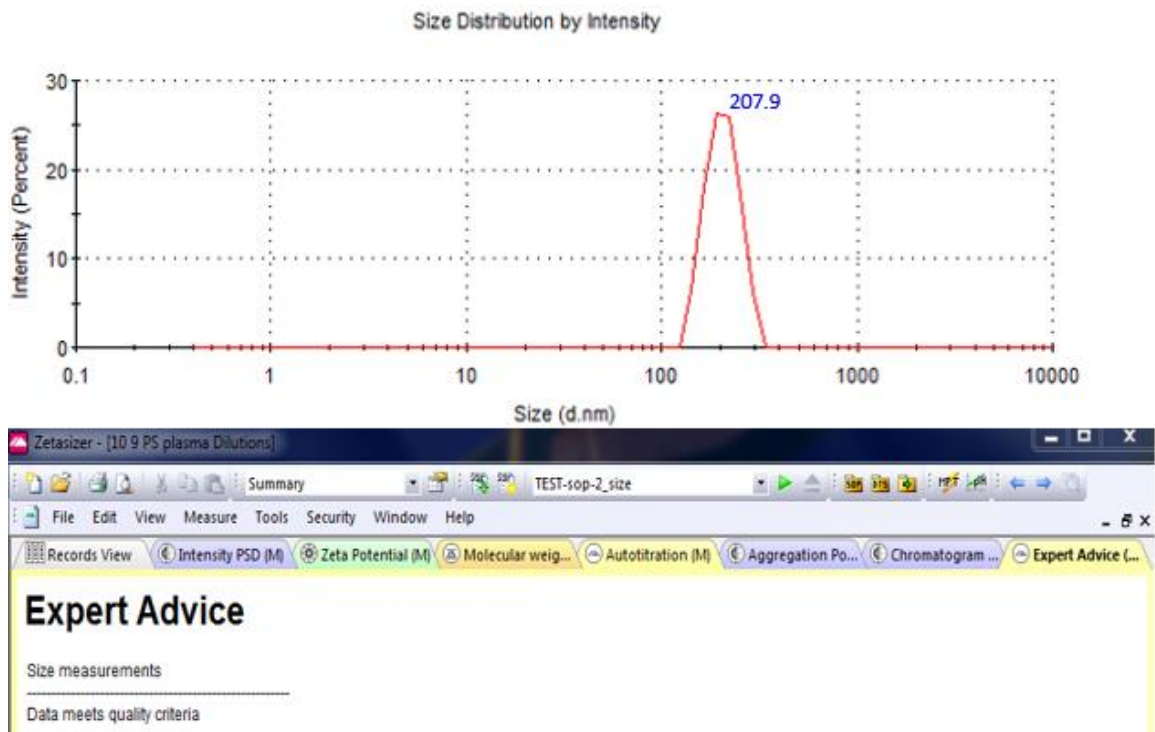 Size Distribution by Intensity
207.9
30
20
10
0
Intensity (Percent)
0.1 1 10 100 1000 10000
Size (d.nm)
Zetasizer - [10 9 PS plasma Dilutions]
Summary TEST-sop-2_size
File Edit View Measure Tools Security Window Help
Records View Intensity PSD (M) Zeta Potential (M) Molecular weig... Autotitration (M) Aggregation Po... Chromatogram ... Expert Advice (...
Expert Advice
Size measurements
Data meets quality criteria